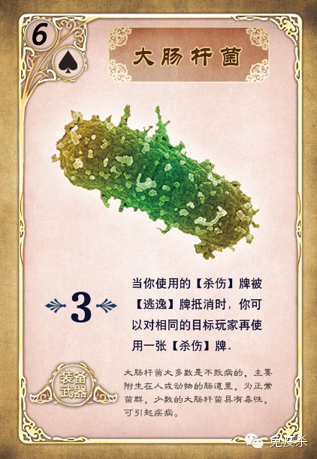 6
大肠杆菌
3
当你使用的【杀伤】牌被
【逃逸】牌抵消时，你可
以对相同的目标玩家再使
用一张【杀伤】牌。
装备
武器
大肠杆菌大多数是不致病的，主要
附生在人或动物的肠道里，为正常
菌群，少数的大肠杆菌具有毒性，
可引起疾病。
免疫杀